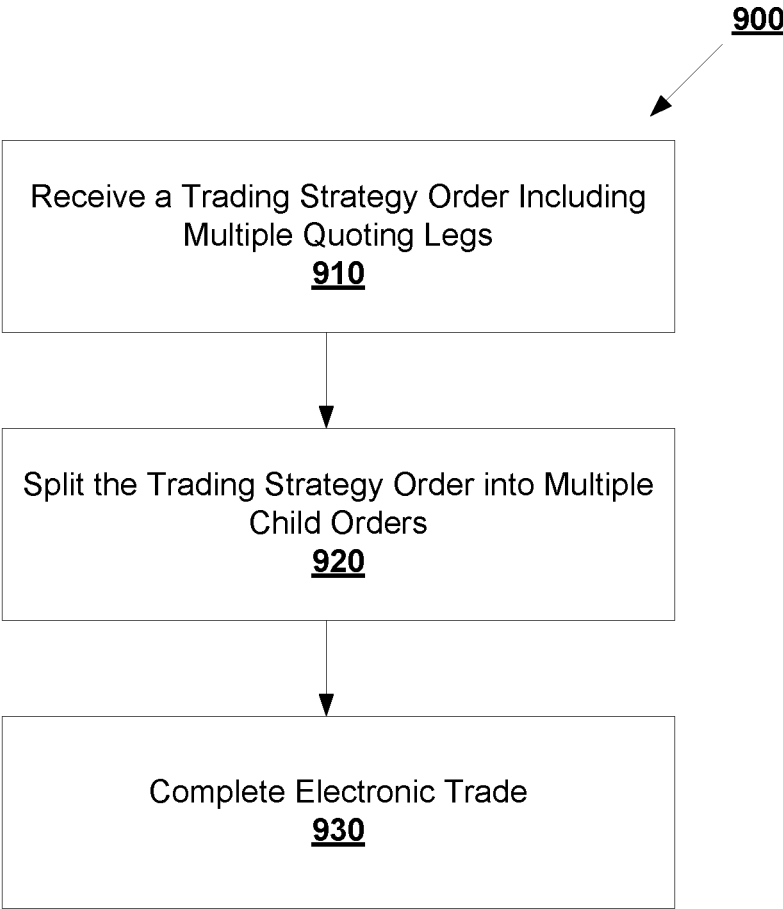 900
Receive a Trading Strategy Order Including
Multiple Quoting Legs
910
Split the Trading Strategy Order into Multiple
Child Orders
920
Complete Electronic Trade
930